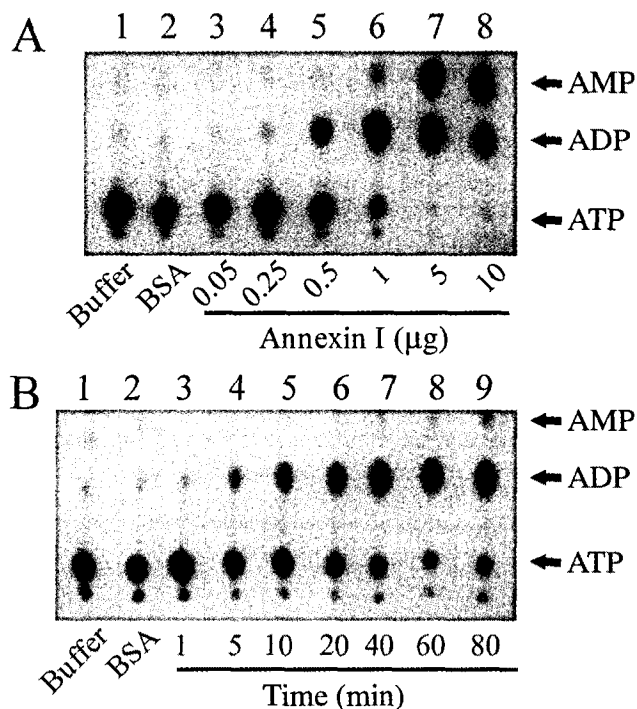 A 1 2 3 4 5 6 7 8
AMP
ADP
ATP
Buffer BSA 0.05 0.25 0.5 1 5 10
Annexin I (µg)
B 1 2 3 4 5 6 7 8 9
AMP
ADP
ATP
Buffer BSA 1 5 10 20 40 60 80
Time (min)